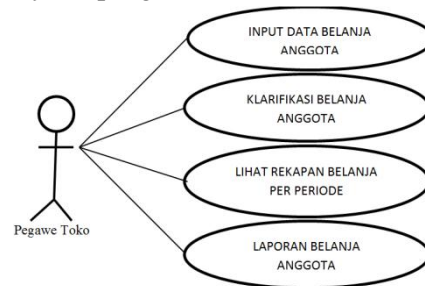 INPUT DATA BELANJA
ANGGOTA
KLARIFIKASI BELANJA
ANGGOTA
LIHAT REKAPAN BELANJA
PER PERIODE
LAPORAN BELANJA
ANGGOTA
Pegawe Toko